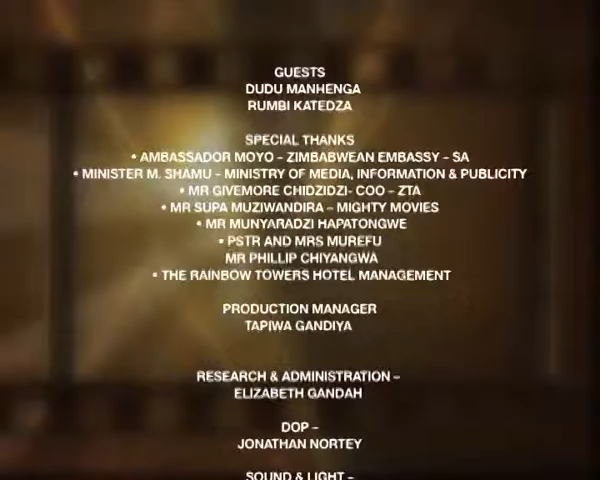 GUESTS
DUDU MANHENGA
RUMBI KATEDZA
SPECIAL THANKS
• AMBASSADOR MOYO – ZIMBABWEAN EMBASSY – SA
• MINISTER M. SHAMU – MINISTRY OF MEDIA, INFORMATION & PUBLICITY
• MR GIVEMORE CHIDZIDZI- COO – ZTA
• MR SUPA MUZIWANDIRA – MIGHTY MOVIES
• MR MUNYARADZI HAPATONGWE
• PSTR AND MRS MUREFU
MR PHILLIP CHIYANGWA
• THE RAINBOW TOWERS HOTEL MANAGEMENT
PRODUCTION MANAGER
TAPIWA GANDIYA
RESEARCH & ADMINISTRATION –
ELIZABETH GANDAH
DOP –
JONATHAN NORTEY
SOUND & LIGHT –